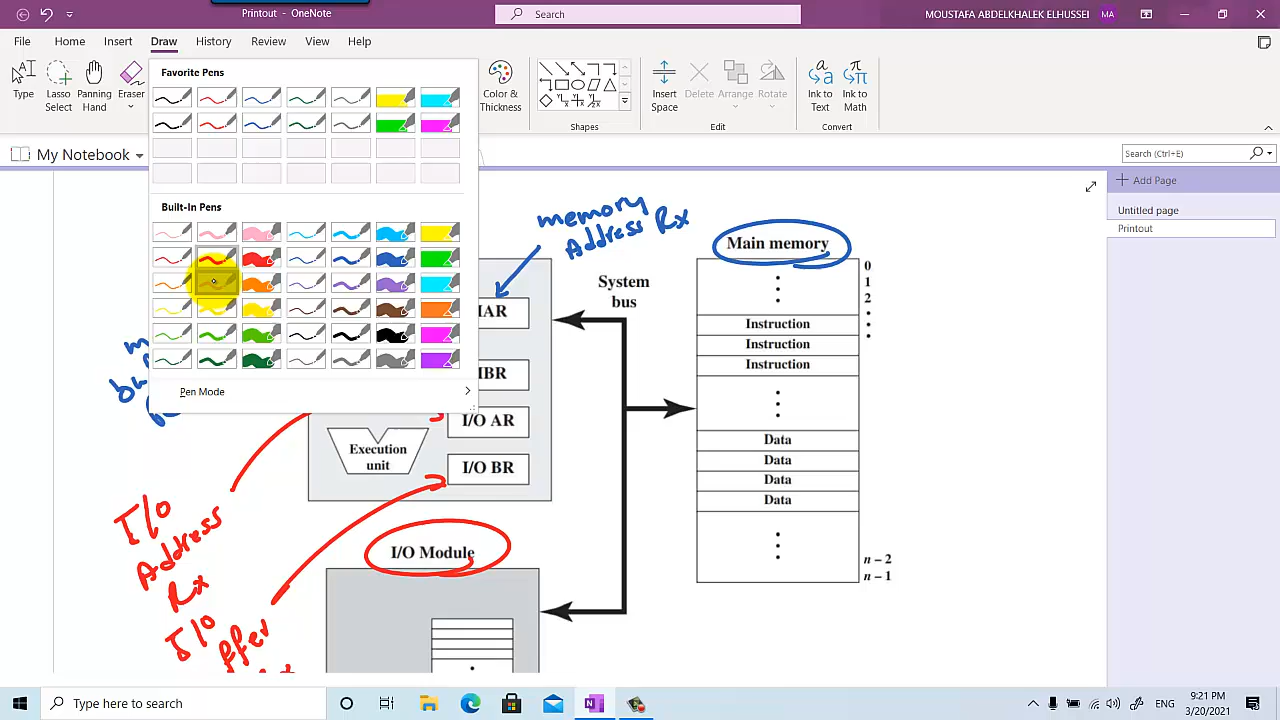 Printout - OneNote
Search
MOUSTAFA ABDELKHALEK ELHUSSEI
MA
File
Home
Insert
Draw
History
Review
View
Help
Type
Lasso
Select
Panning
Hand
Eraser
Color &
Thickness
Shapes
Insert
Space
Delete
Arrange
Rotate
Edit
Ink to
Text
Ink to
Math
Convert
Favorite Pens
Built-In Pens
Pen Mode
My Notebook
Search (Ctrl+E)
Add Page
Untitled page
Printout
memory
Address Rx
Main memory
System
bus
0
1
2
Instruction
Instruction
Instruction
Data
Data
Data
Data
n – 2
n – 1
I/O AR
I/O BR
Execution
unit
I/O Module
I/O
Address
Rx
I/O
Type here to search
ENG
9:21 PM
3/20/2021